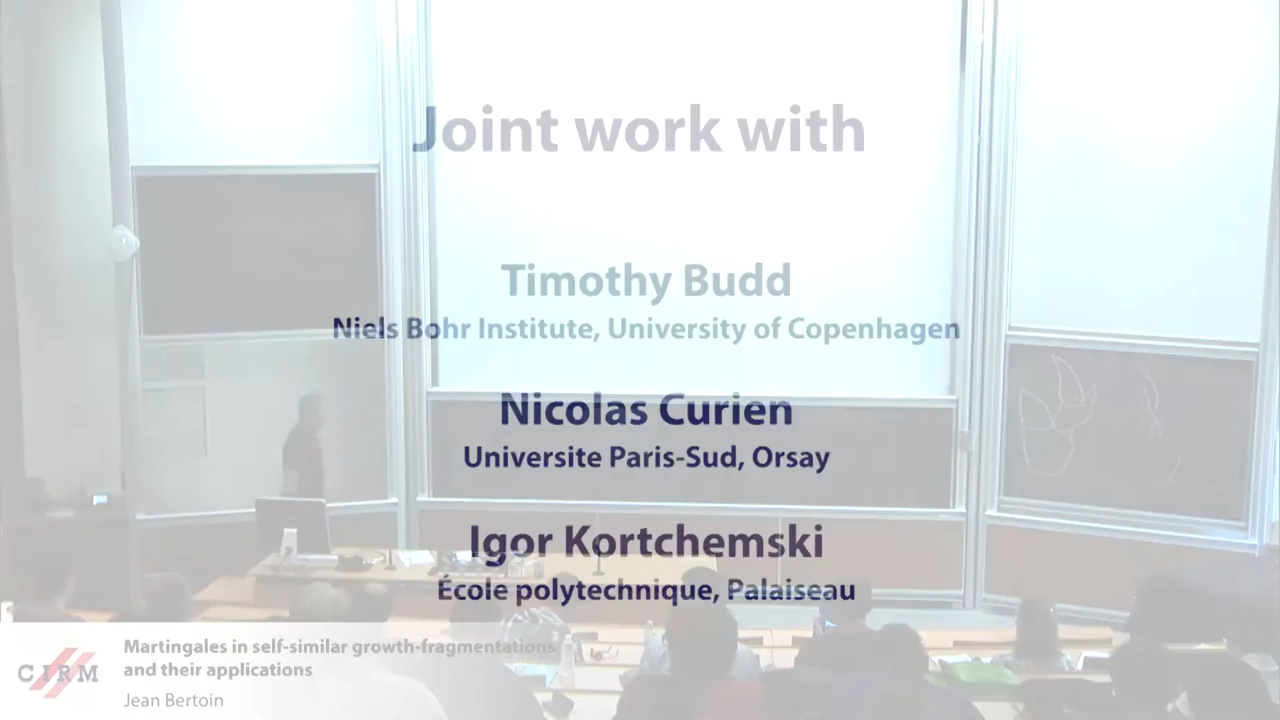 Joint work with
Timothy Budd
Niels Bohr Institute, University of Copenhagen
Nicolas Curien
Universite Paris-Sud, Orsay
Igor Kortchemski
École polytechnique, Palaiseau
CIRM
Martingales in self-similar growth-fragmentations
and their applications
Jean Bertoin